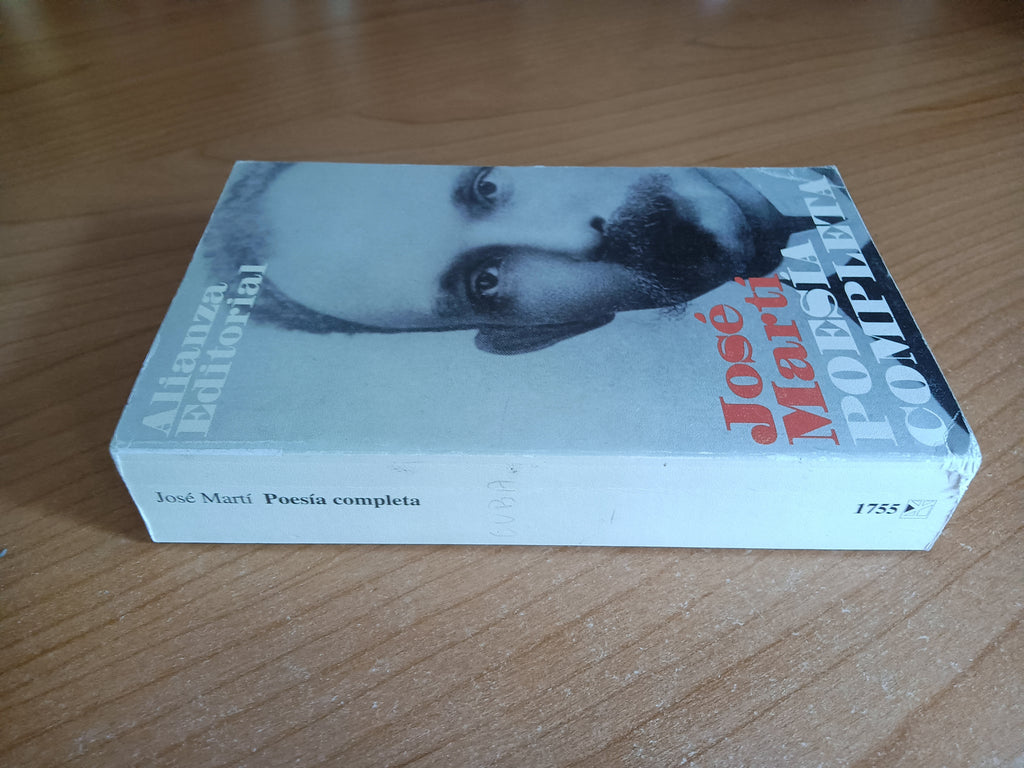 Alianza
Editorial
José
Martí
POESÍA
COMPLETA
José Martí Poesía completa
CUBA
1755